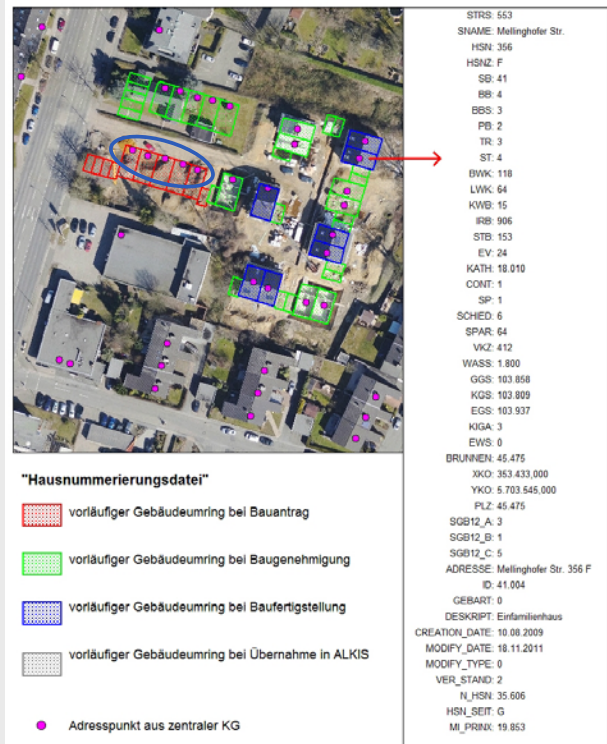 STRS: 553
SNAME: Mellinghofer Str.
HSN: 356
HSNZ: F
SB: 41
BB: 4
BBS: 3
PB: 2
TR: 3
ST: 4
BWK: 118
LWK: 64
KWB: 15
IRB: 906
STB: 153
EV: 24
KATH: 18.010
CONT: 1
SP: 1
SCHIED: 6
SPAR: 64
VKZ: 412
WASS: 1.800
GGS: 103.858
KGS: 103.809
EGS: 103.937
KIGA: 3
EWS: 0
BRUNNEN: 45.475
XKO: 353.433,000
YKO: 5.703.545,000
PLZ: 45.475
SGB12_A: 3
SGB12_B: 1
SGB12_C: 5
ADRESSE: Mellinghofer Str. 356 F
ID: 41.004
GEBART: 0
DESKRIPT: Einfamilienhaus
CREATION_DATE: 10.08.2009
MODIFY_DATE: 18.11.2011
MODIFY_TYPE: 0
VER_STAND: 2
N_HSN: 35.606
HSN_SEIT: G
MI_PRINX: 19.853
"Hausnummerierungsdatei"
vorläufiger Gebäudeumring bei Bauantrag
vorläufiger Gebäudeumring bei Baugenehmigung
vorläufiger Gebäudeumring bei Baufertigstellung
vorläufiger Gebäudeumring bei Übernahme in ALKIS
Adresspunkt aus zentraler KG